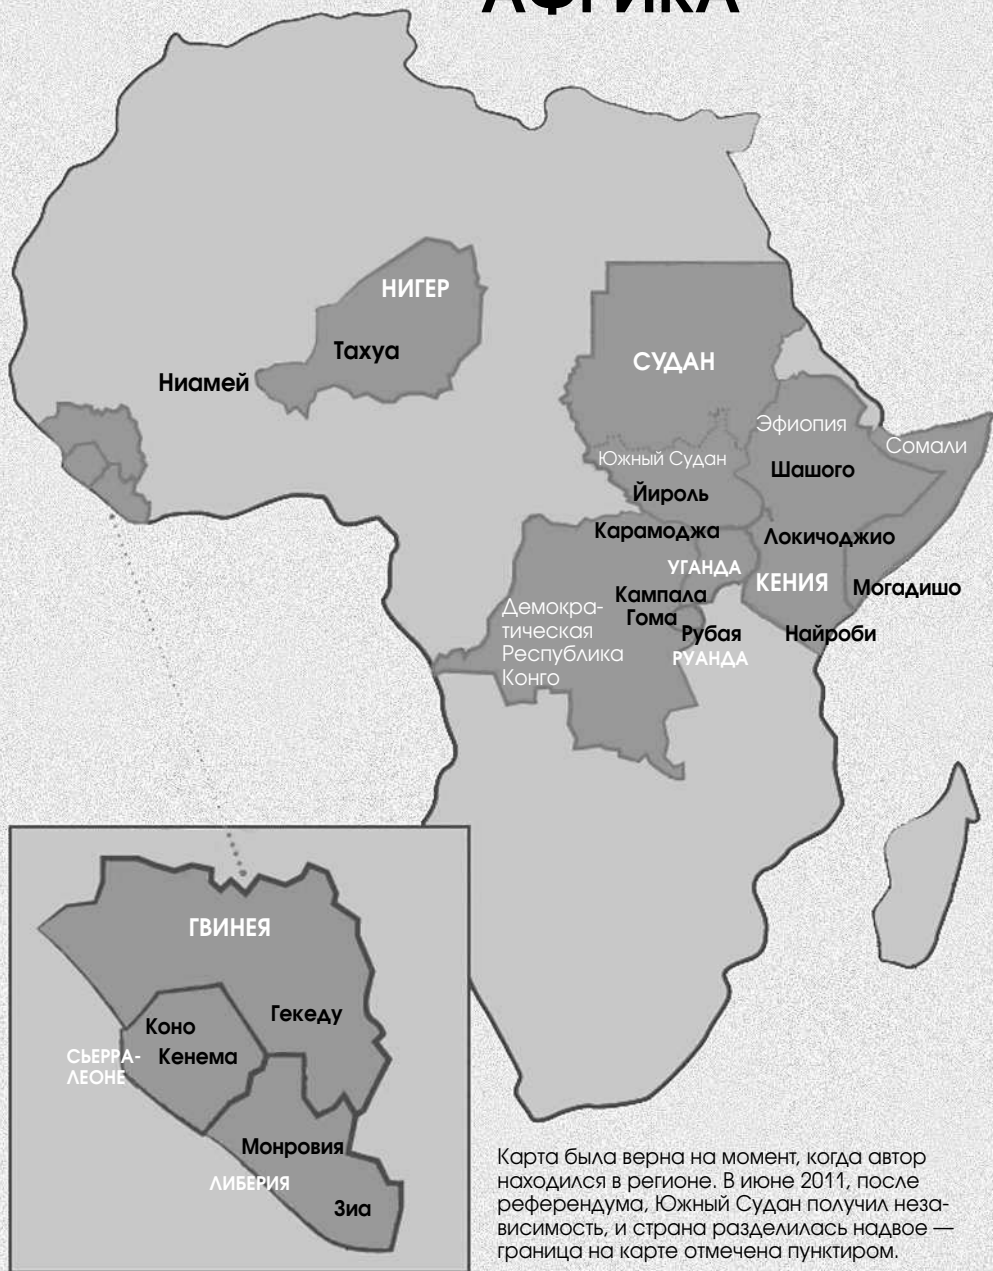 АФРИКА
НИГЕР
Тахуа
Ниамей
СУДАН
Эфиопия
Сомали
Южный Судан
Шашого
Йироль
Карамоджа
Локичоджио
УГАНДА
КЕНИЯ
Могадишо
Кампала
Гома
Рубая
Найроби
РУАНДА
Демокра-
тическая
Республика
Конго
ГВИНЕЯ
Гекеду
Коно
Кенема
СЬЕРРА-
ЛЕОНЕ
Монровия
ЛИБЕРИЯ
Зиа
Карта была верна на момент, когда автор
находился в регионе. В июне 2011, после
референдума, Южный Судан получил неза-
висимость, и страна разделилась надвое —
граница на карте отмечена пунктиром.